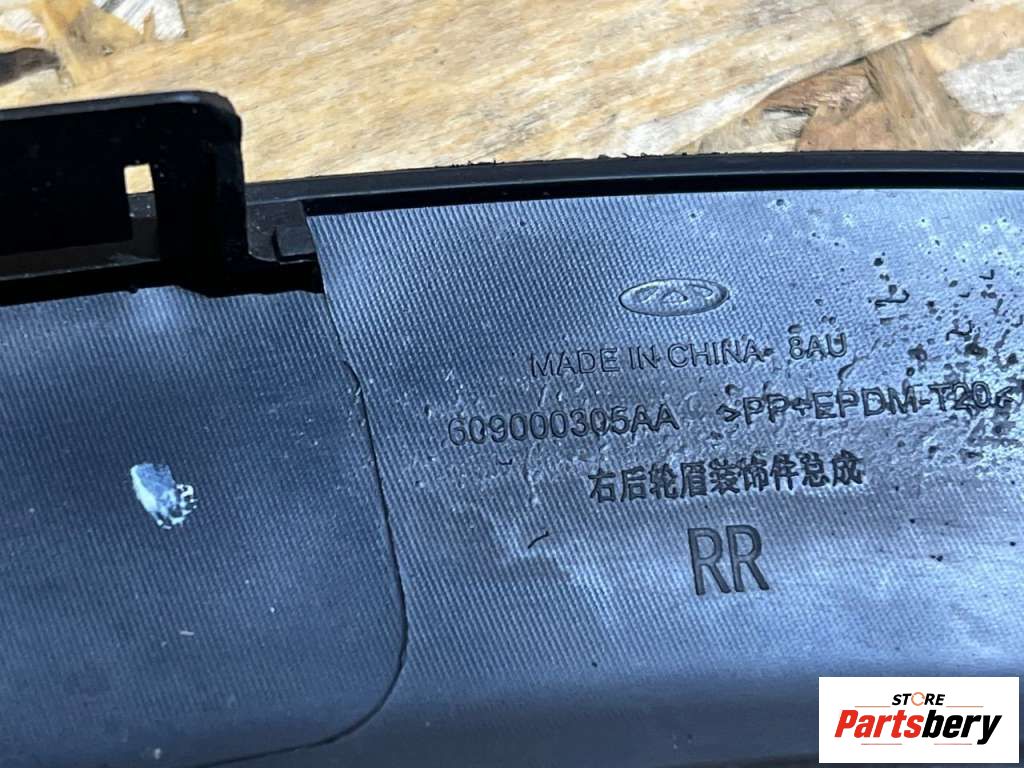 MADE IN CHINA 8AU
609000305AA >PP+EPDM-T20<
右后轮眉装饰件总成
RR
STORE
Partsbery